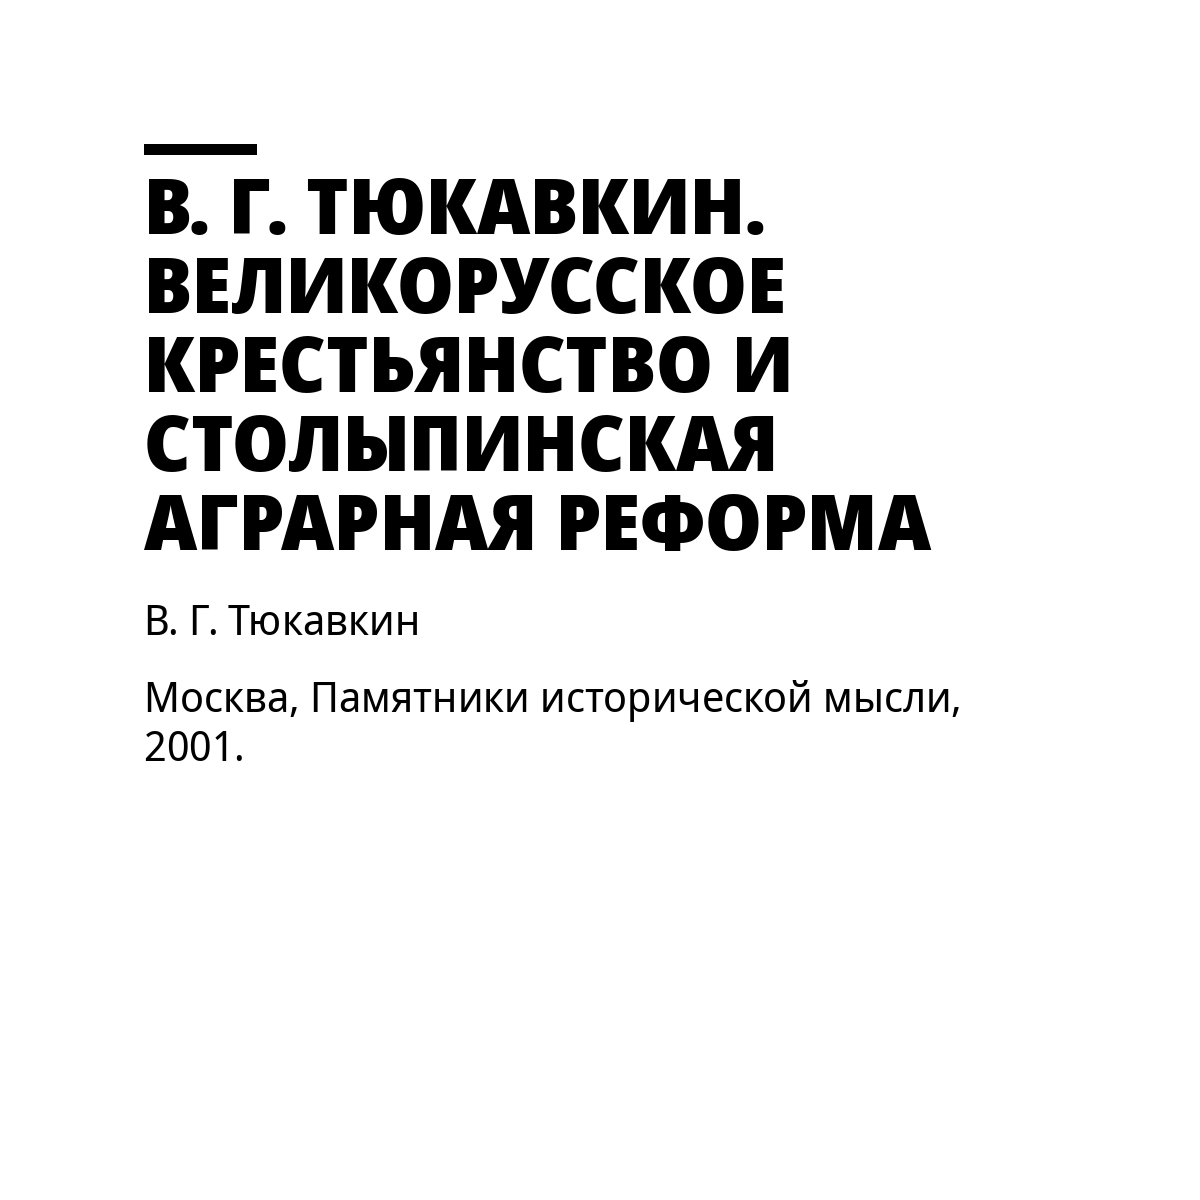 В. Г. ТЮКАВКИН.
ВЕЛИКОРУССКОЕ
КРЕСТЬЯНСТВО И
СТОЛЫПИНСКАЯ
АГРАРНАЯ РЕФОРМА
В. Г. Тюкавкин
Москва, Памятники исторической мысли,
2001.